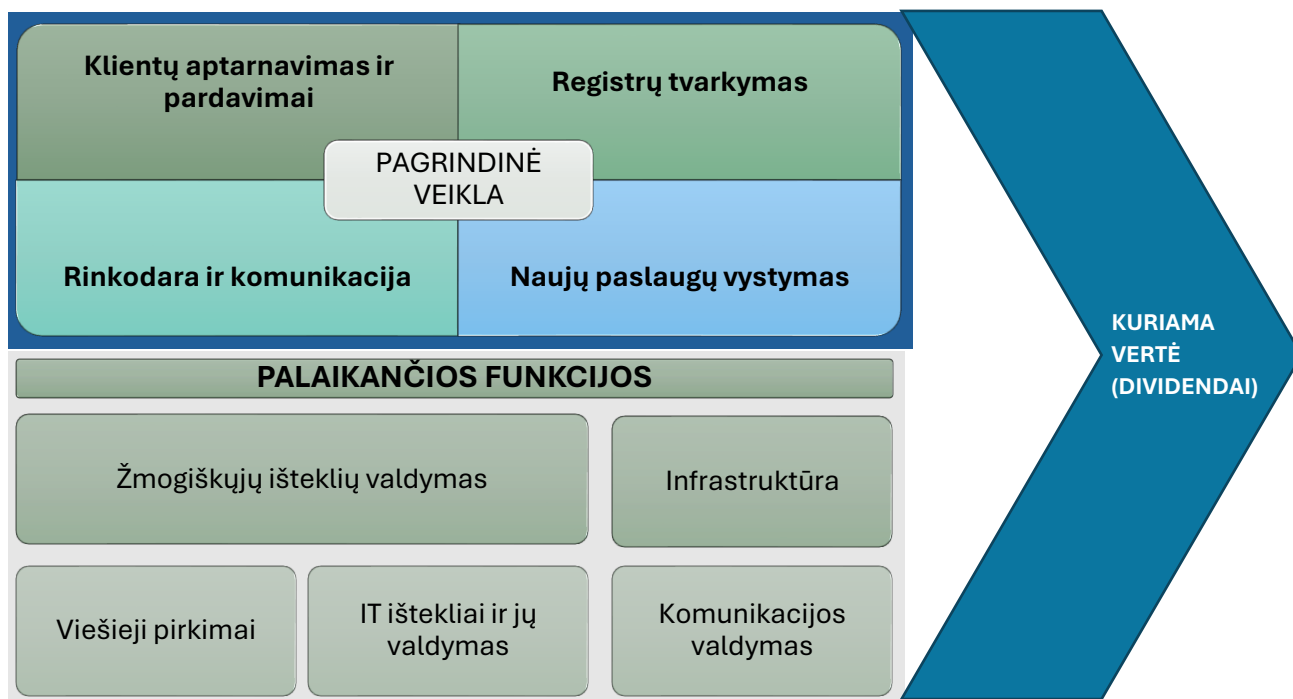 Klientų aptarnavimas ir
pardavimai
Registrų tvarkymas
PAGRINDINĖ
VEIKLA
Rinkodara ir komunikacija
Naujų paslaugų vystymas
KURIAMA
VERTĖ
(DIVIDENDAI)
PALAIKANČIOS FUNKCIJOS
Žmogiškųjų išteklių valdymas
Infrastruktūra
Viešieji pirkimai
IT ištekliai ir jų
valdymas
Komunikacijos
valdymas